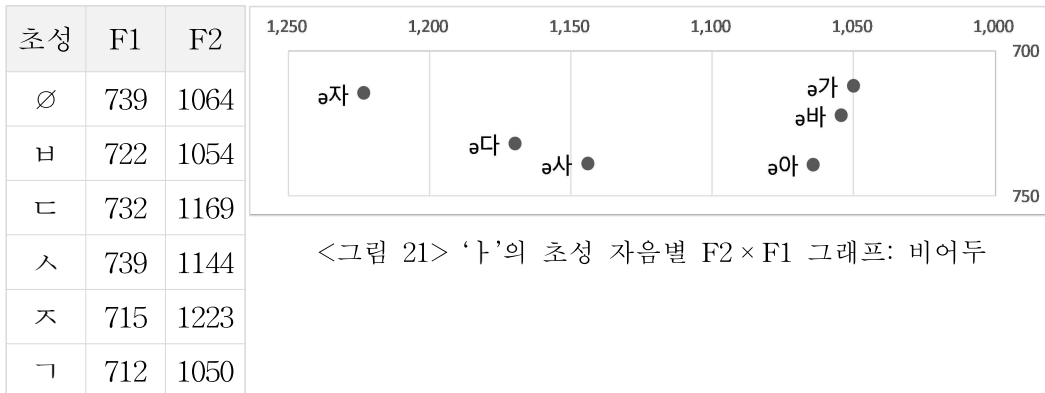 초성 F1 F2
∅ 739 1064
ㅂ 722 1054
ㄷ 732 1169
ㅅ 739 1144
ㅈ 715 1223
ㄱ 712 1050
1,250 1,200 1,150 1,100 1,050 1,000
700
ə자
ə가
ə바
ə다
ə사
ə아
750
<그림 21> ‘ㅏ’의 초성 자음별 F2×F1 그래프: 비어두